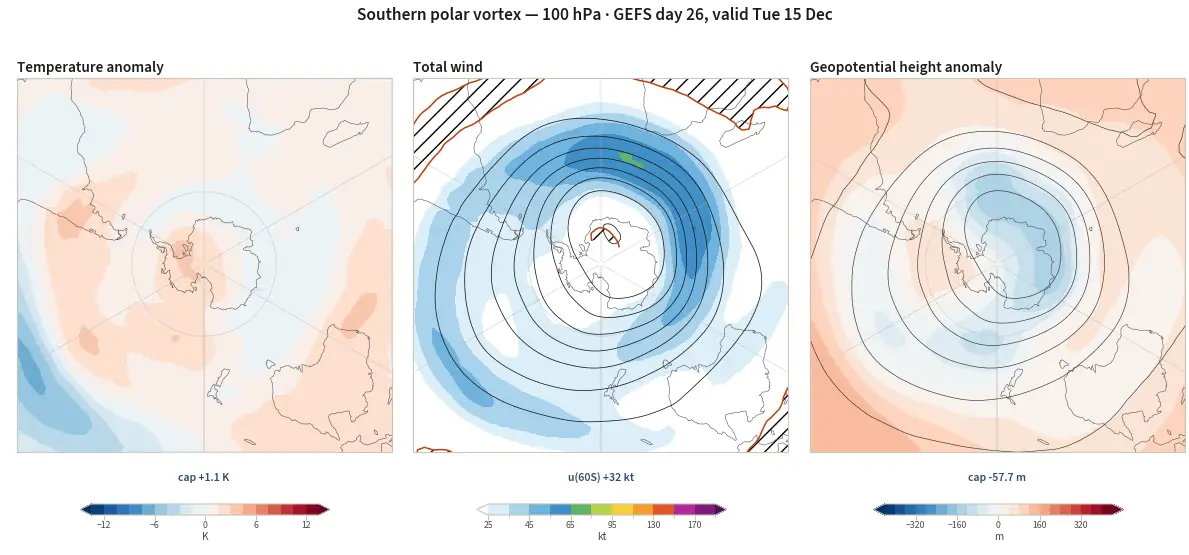 Southern polar vortex — 100 hPa · GEFS day 26, valid Tue 15 Dec
Temperature anomaly
Total wind
Geopotential height anomaly
cap +1.1 K
u(60S) +32 kt
cap -57.7 m
−12 −6 0 6 12
K
25 45 65 95 130 170
kt
−320 −160 0 160 320
m